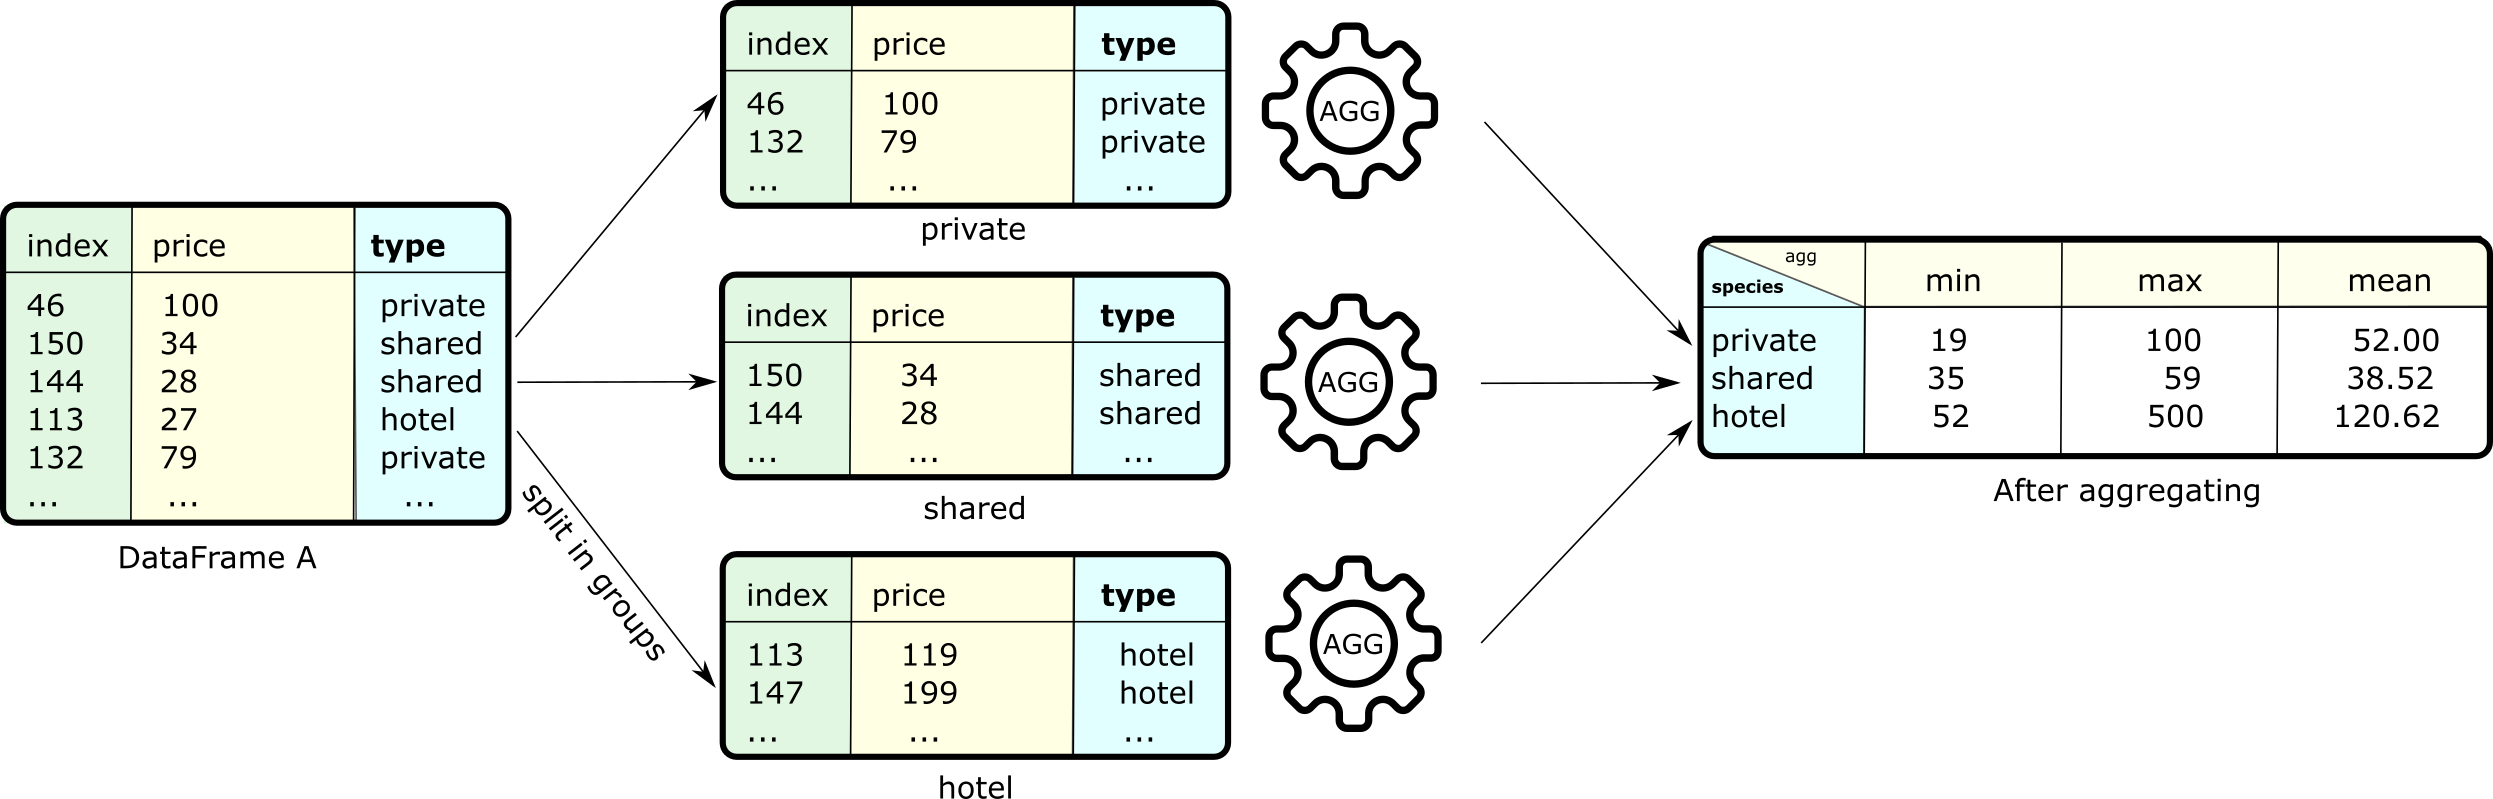 index price type
46 100 private
150 34 shared
144 28 shared
113 27 hotel
132 79 private
... ... ...
DataFrame A
split in groups
index price type
46 100 private
132 79 private
... ... ...
private
index price type
150 34 shared
144 28 shared
... ... ...
shared
index price type
113 119 hotel
147 199 hotel
... ... ...
hotel
AGG
AGG
AGG
agg
species min max mean
private 19 100 52.00
shared 35 59 38.52
hotel 52 500 120.62
After aggregating